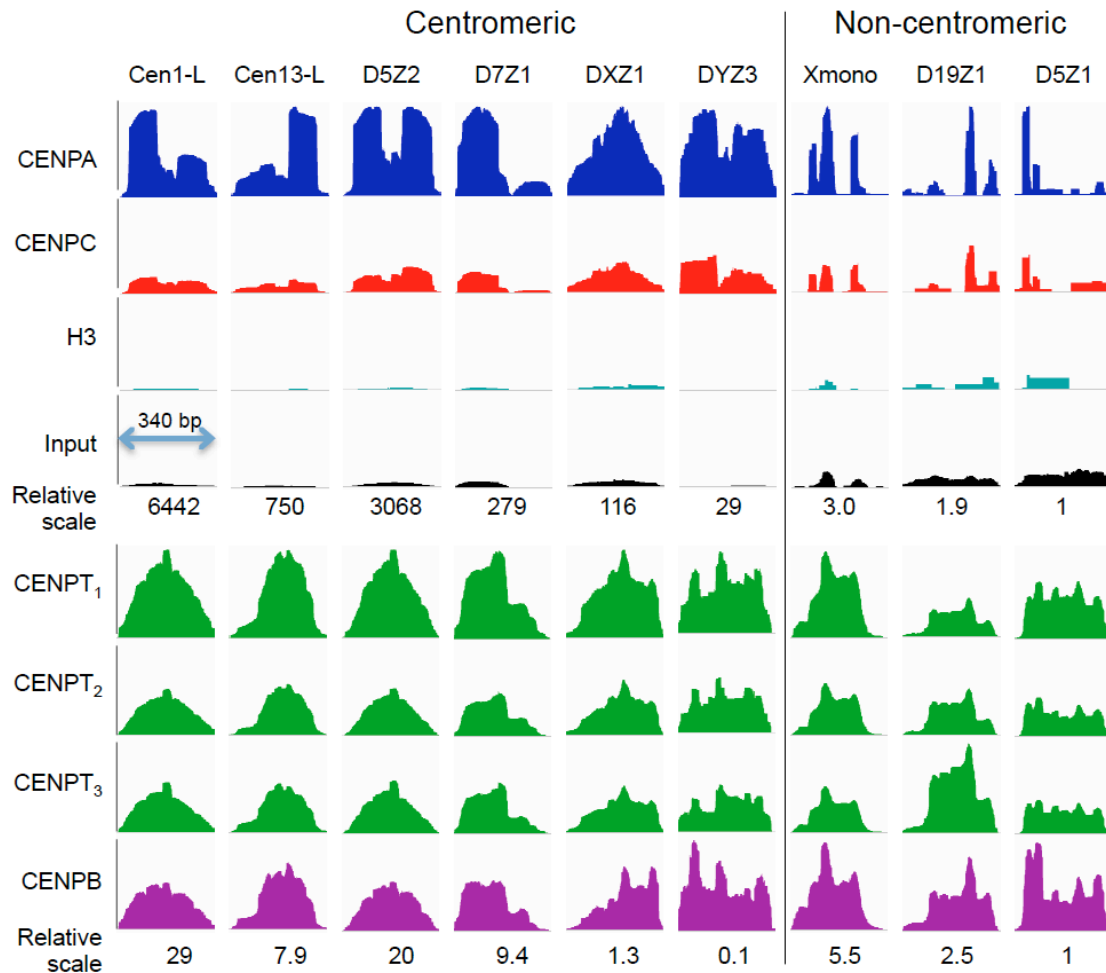 Centromeric Non-centromeric
Cen1-L Cen13-L D5Z2 D7Z1 DXZ1 DYZ3 Xmono D19Z1 D5Z1
CENPA
CENPC
H3
340 bp
Input
Relative scale 6442 750 3068 279 116 29 3.0 1.9 1
CENPT1
CENPT2
CENPT3
CENPB
Relative scale 29 7.9 20 9.4 1.3 0.1 5.5 2.5 1